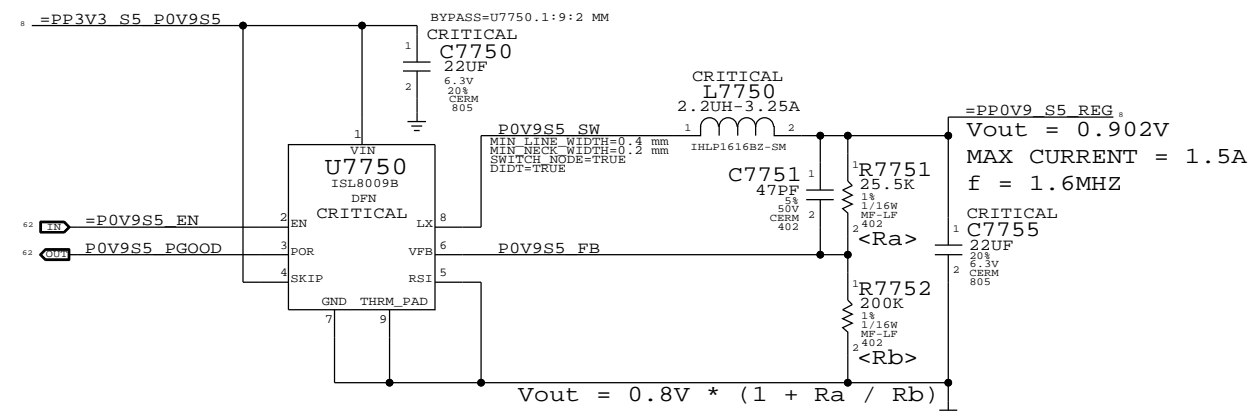 8 =PP3V3_S5_P0V9S5
BYPASS=U7750.1:9:2 MM
CRITICAL
1 C7750
22UF
2 6.3V
20%
CERM
805
1
VIN
U7750
ISL8009B
DFN
CRITICAL
62 IN =P0V9S5_EN 2 EN
62 OUT P0V9S5_PGOOD 3 POR
4 SKIP
LX 8
VFB 6
RSI 5
GND THRM_PAD
7 9
P0V9S5_SW
MIN_LINE_WIDTH=0.4 mm
MIN_NECK_WIDTH=0.2 mm
SWITCH_NODE=TRUE
DIDT=TRUE
P0V9S5_FB
CRITICAL
L7750
2.2UH-3.25A
1 2
IHLP1616BZ-SM
C7751 1
47PF
5%
50V
CERM 2
402
1 R7751
25.5K
1%
1/16W
MF-LF
2 402
<Ra>
1 R7752
200K
1%
1/16W
MF-LF
2 402
<Rb>
=PP0V9_S5_REG 8
Vout = 0.902V
MAX CURRENT = 1.5A
f = 1.6MHZ
CRITICAL
1 C7755
22UF
20%
2 6.3V
CERM
805
Vout = 0.8V * (1 + Ra / Rb)